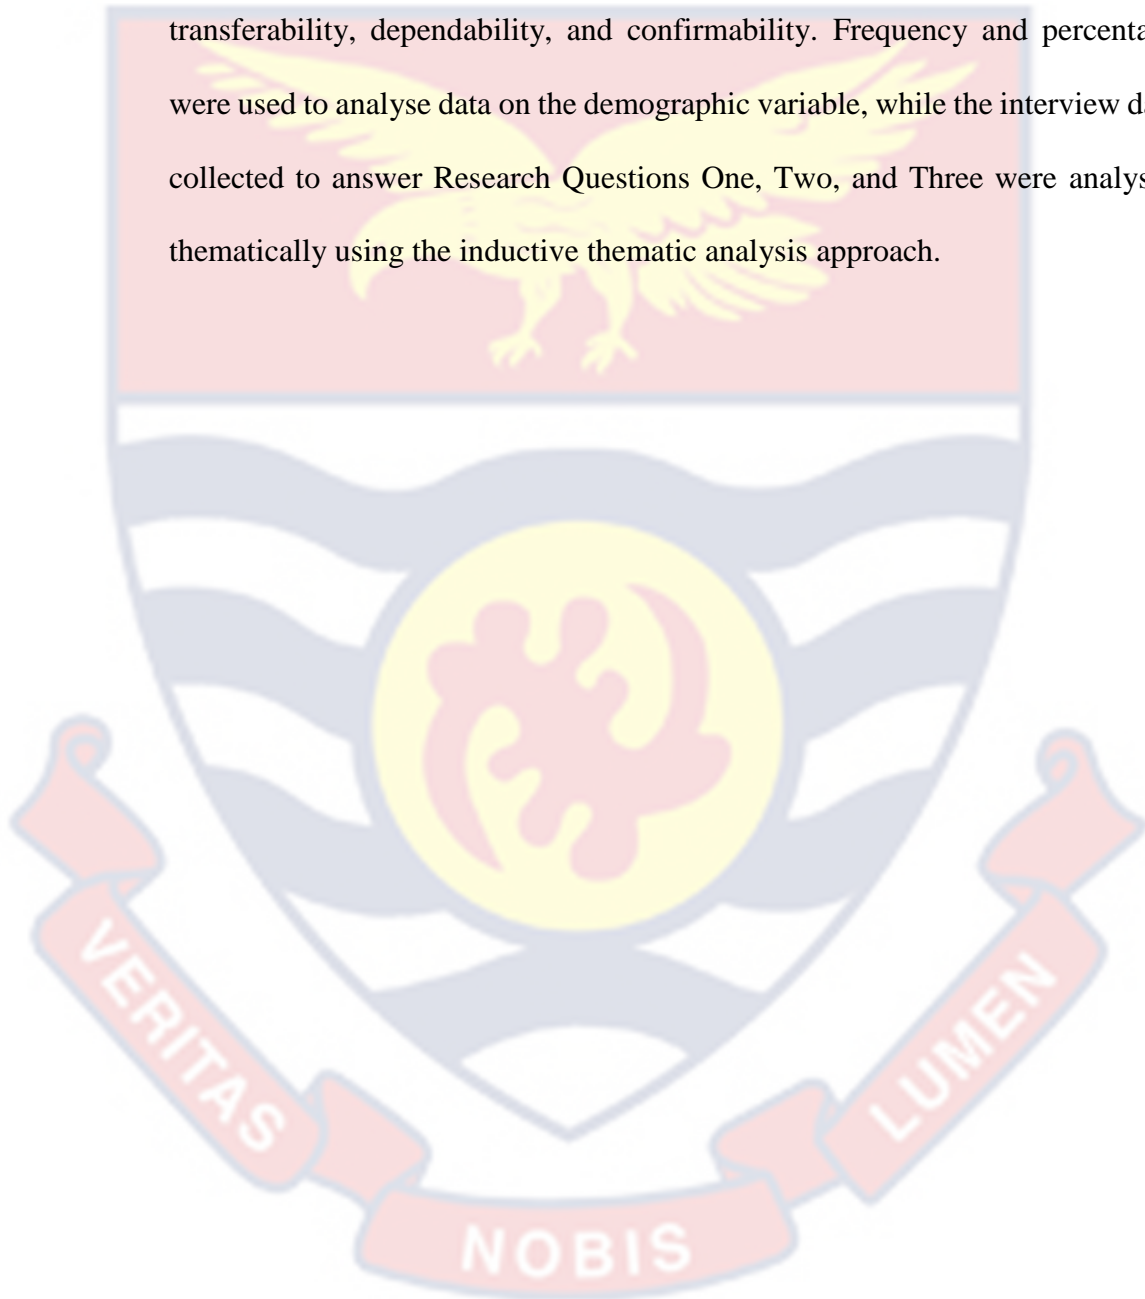 transferability, dependability, and confirmability. Frequency and percenta
were used to analyse data on the demographic variable, while the interview d
collected to answer Research Questions One, Two, and Three were analys
thematically using the inductive thematic analysis approach.
VERITAS
NOBIS
LUMEN